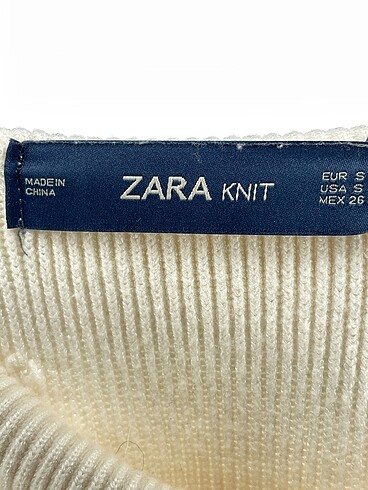 MADE IN
CHINA
ZARA KNIT
EUR S
USA S
MEX 26